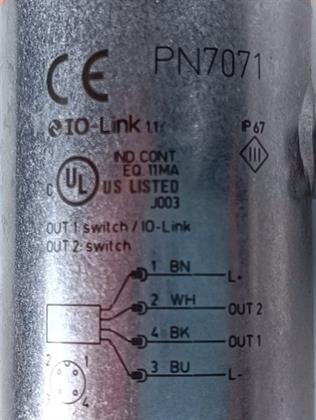 CE PN7071
IO-Link 1.1
IP 67
III
IND. CONT.
EQ. 11MA
C UL US LISTED
J003
OUT 1: switch / IO-Link
OUT 2: switch
1 BN L+
2 WH OUT 2
4 BK OUT 1
3 BU L-
2 1
3 4